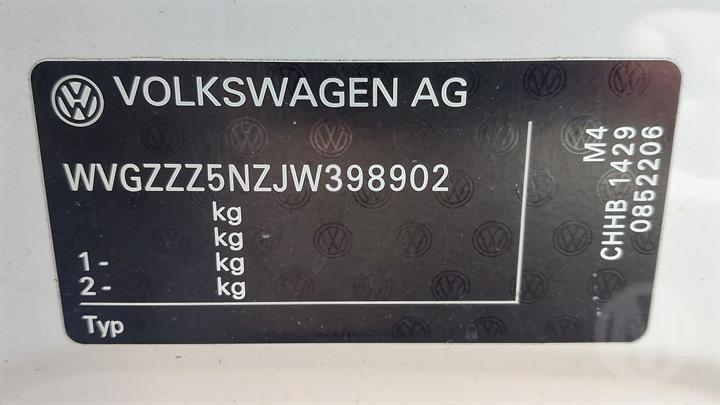 VOLKSWAGEN AG
WVGZZZ5NZJW398902
kg
kg
1- kg
2- kg
Typ
M4
CHHB 1429
0852206